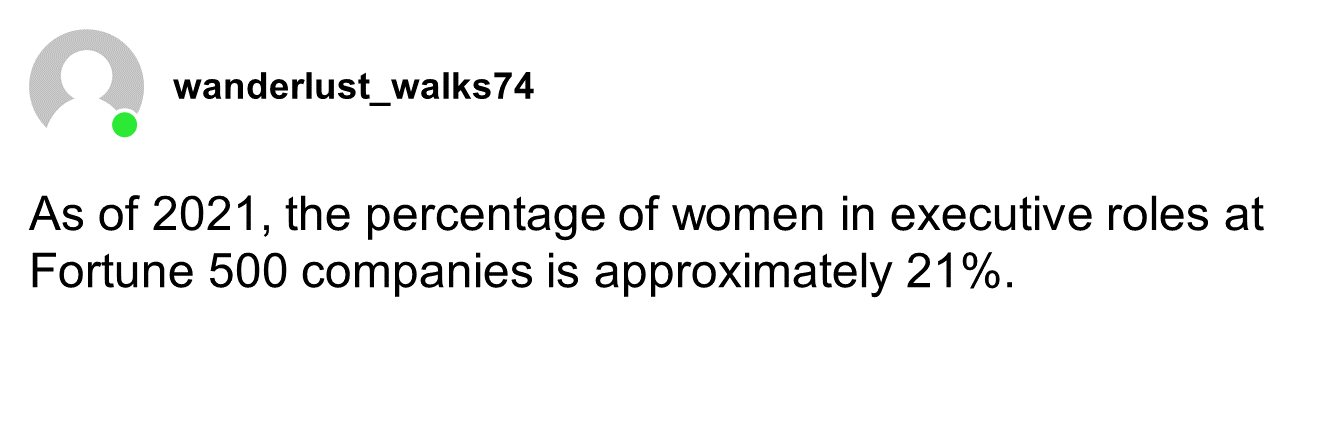 wanderlust_walks74
As of 2021, the percentage of women in executive roles at
Fortune 500 companies is approximately 21%.